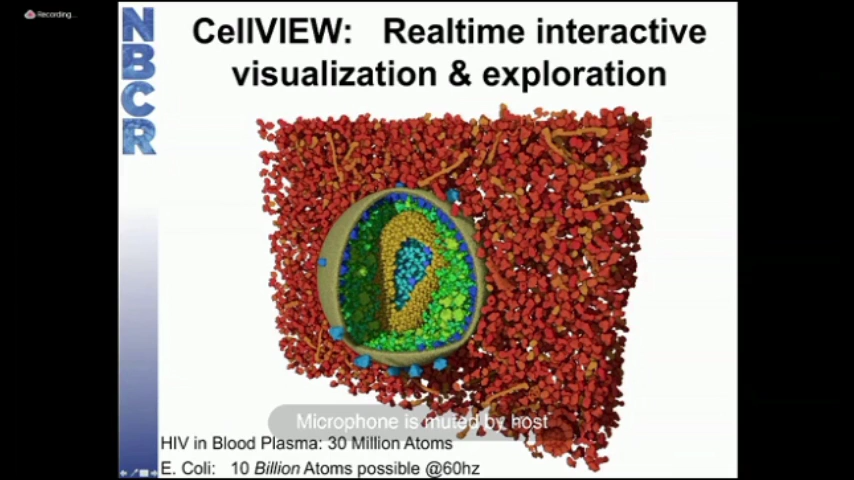 Recording...
NBCR
CellVIEW: Realtime interactive
visualization & exploration
Microphone is muted by host
HIV in Blood Plasma: 30 Million Atoms
E. Coli: 10 Billion Atoms possible @60hz